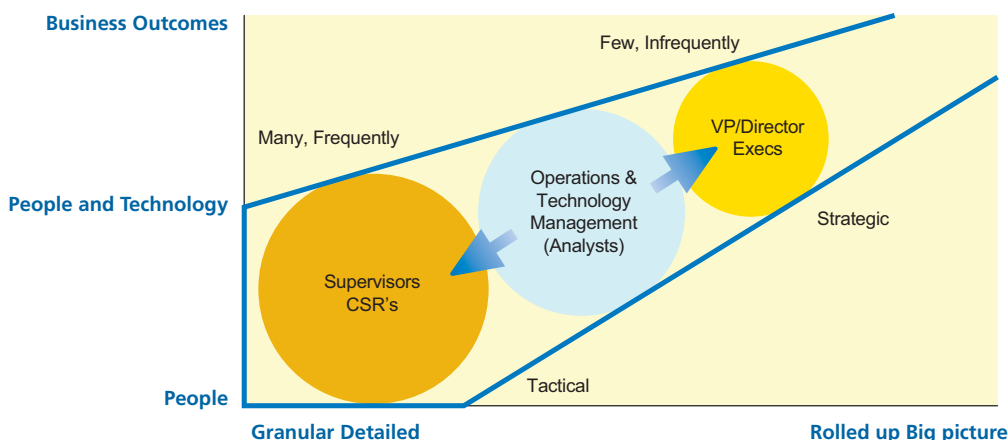 Business Outcomes
Few, Infrequently
Many, Frequently
VP/Director
Execs
Operations &
Technology
Management
(Analysts)
People and Technology
Strategic
Supervisors
CSR's
Tactical
People
Granular Detailed
Rolled up Big picture